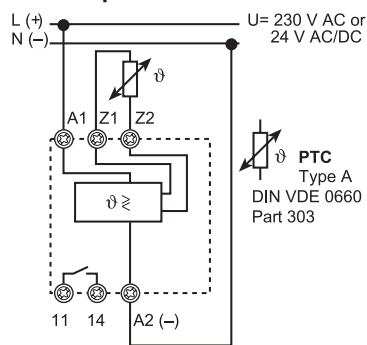 L (+)
N (–)
U= 230 V AC or
24 V AC/DC
ϑ
A1 Z1 Z2
ϑ PTC
Type A
DIN VDE 0660
Part 303
ϑ ≷
11 14 A2 (–)